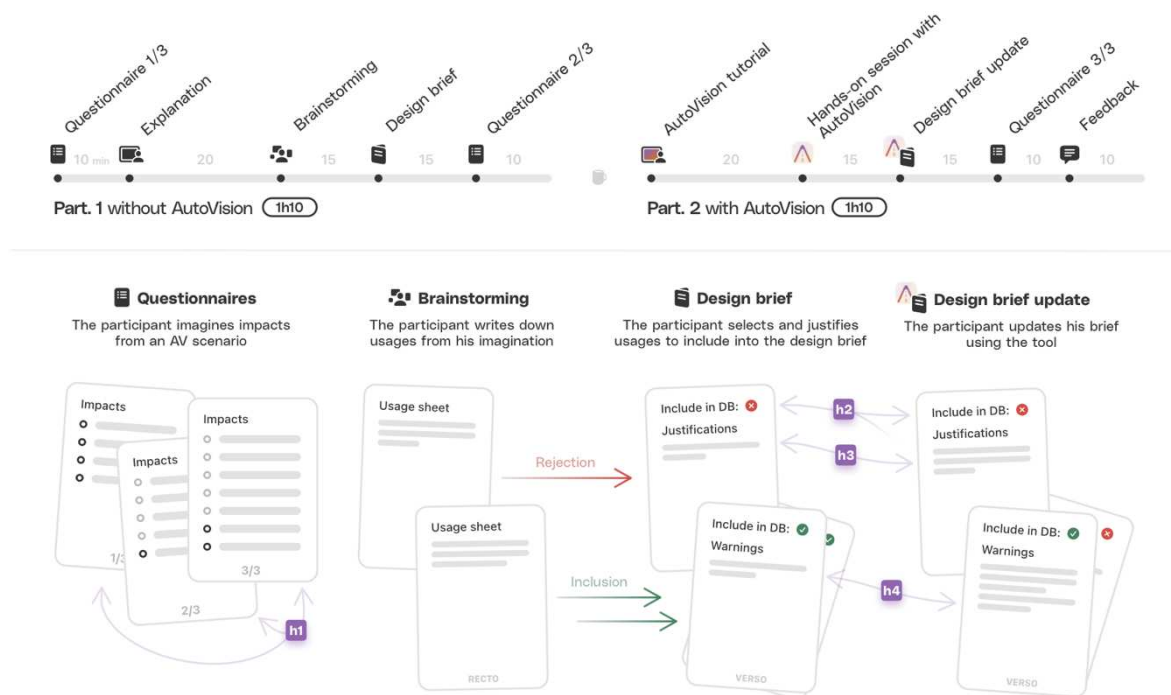 Questionnaire 1/3
Explanation
Brainstorming
Design brief
Questionnaire 2/3
AutoVision tutorial
Hands-on session with
AutoVision
Design brief update
Questionnaire 3/3
Feedback
10 min
20
15
15
10
20
15
15
10
10
Part. 1 without AutoVision 1h10
Part. 2 with AutoVision 1h10
Questionnaires
The participant imagines impacts
from an AV scenario
Brainstorming
The participant writes down
usages from his imagination
Design brief
The participant selects and justifies
usages to include into the design brief
Design brief update
The participant updates his brief
using the tool
Impacts
1/3
Impacts
2/3
Impacts
3/3
h1
Usage sheet
Usage sheet
RECTO
Rejection
Inclusion
Include in DB:
Justifications
Include in DB:
Warnings
VERSO
h2
h3
h4
Include in DB:
Justifications
Include in DB:
Warnings
VERSO